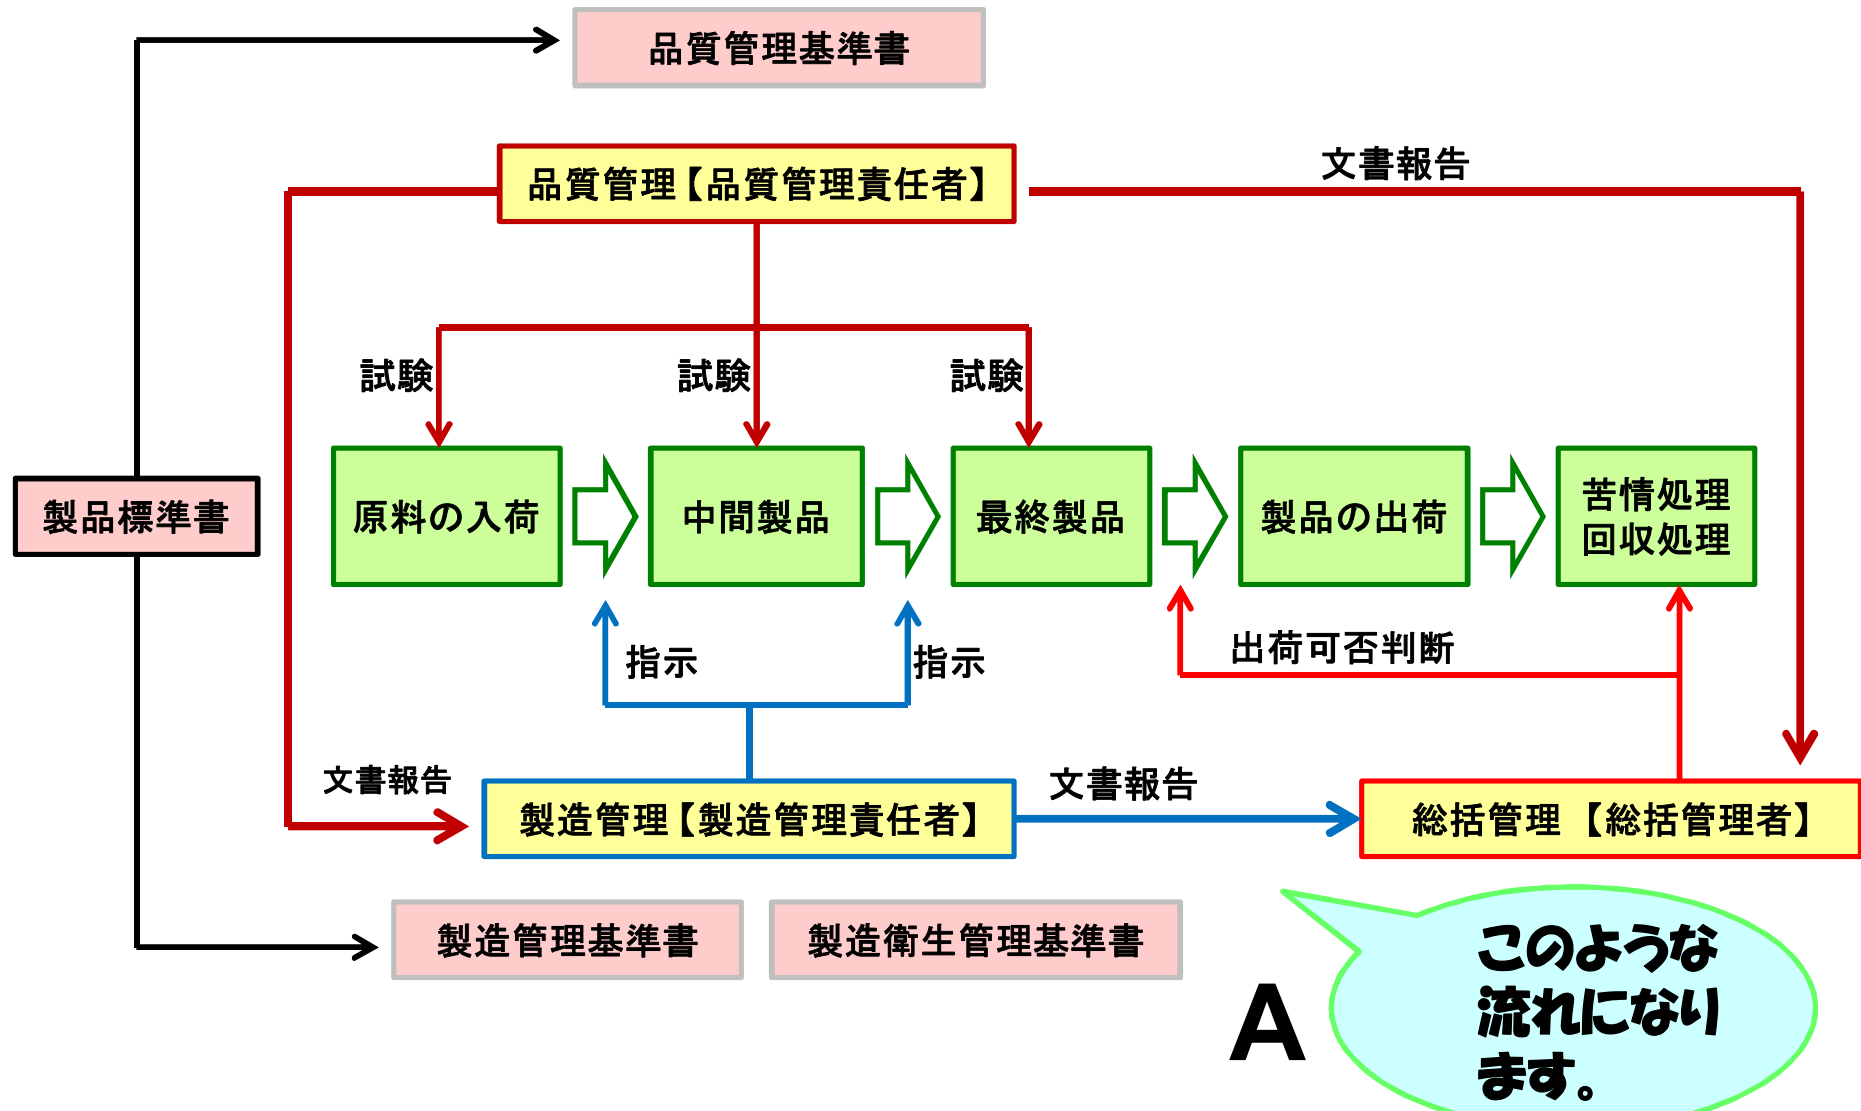 品質管理基準書
品質管理【品質管理責任者】
文書報告
試験
試験
試験
製品標準書
原料の入荷
中間製品
最終製品
製品の出荷
苦情処理
回収処理
指示
指示
出荷可否判断
文書報告
製造管理【製造管理責任者】
文書報告
総括管理 【総括管理者】
製造管理基準書
製造衛生管理基準書
A
このような
流れになり
ます。